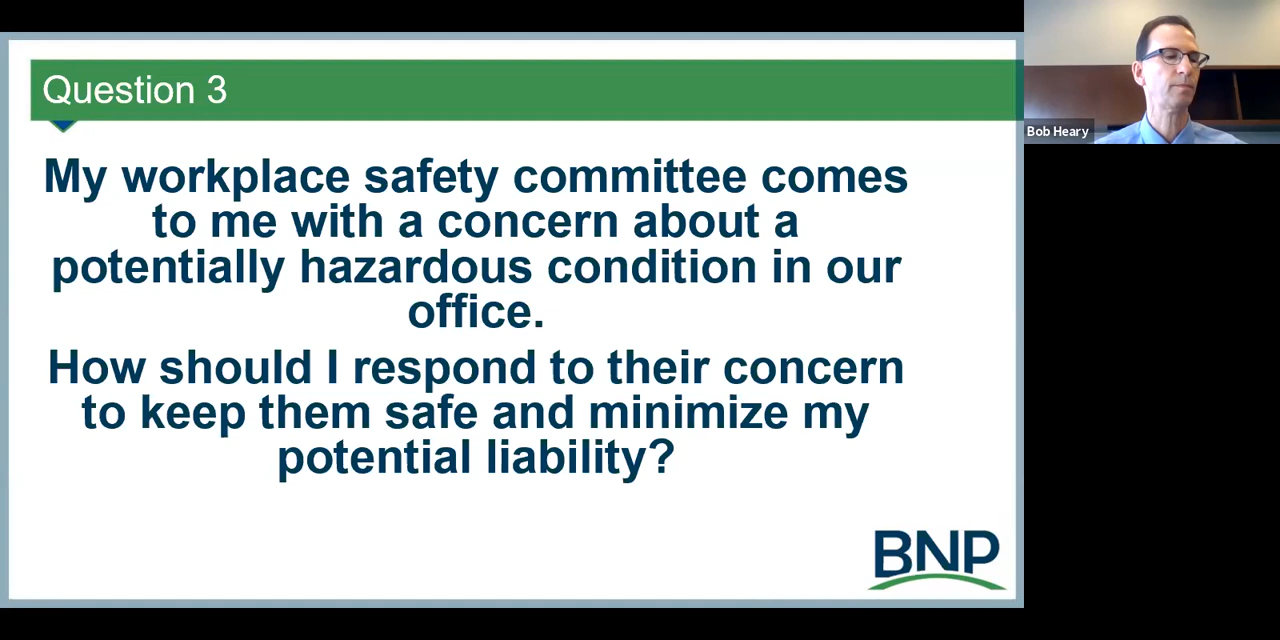 Question 3
My workplace safety committee comes
to me with a concern about a
potentially hazardous condition in our
office.
How should I respond to their concern
to keep them safe and minimize my
potential liability?
BNP
Bob Heary